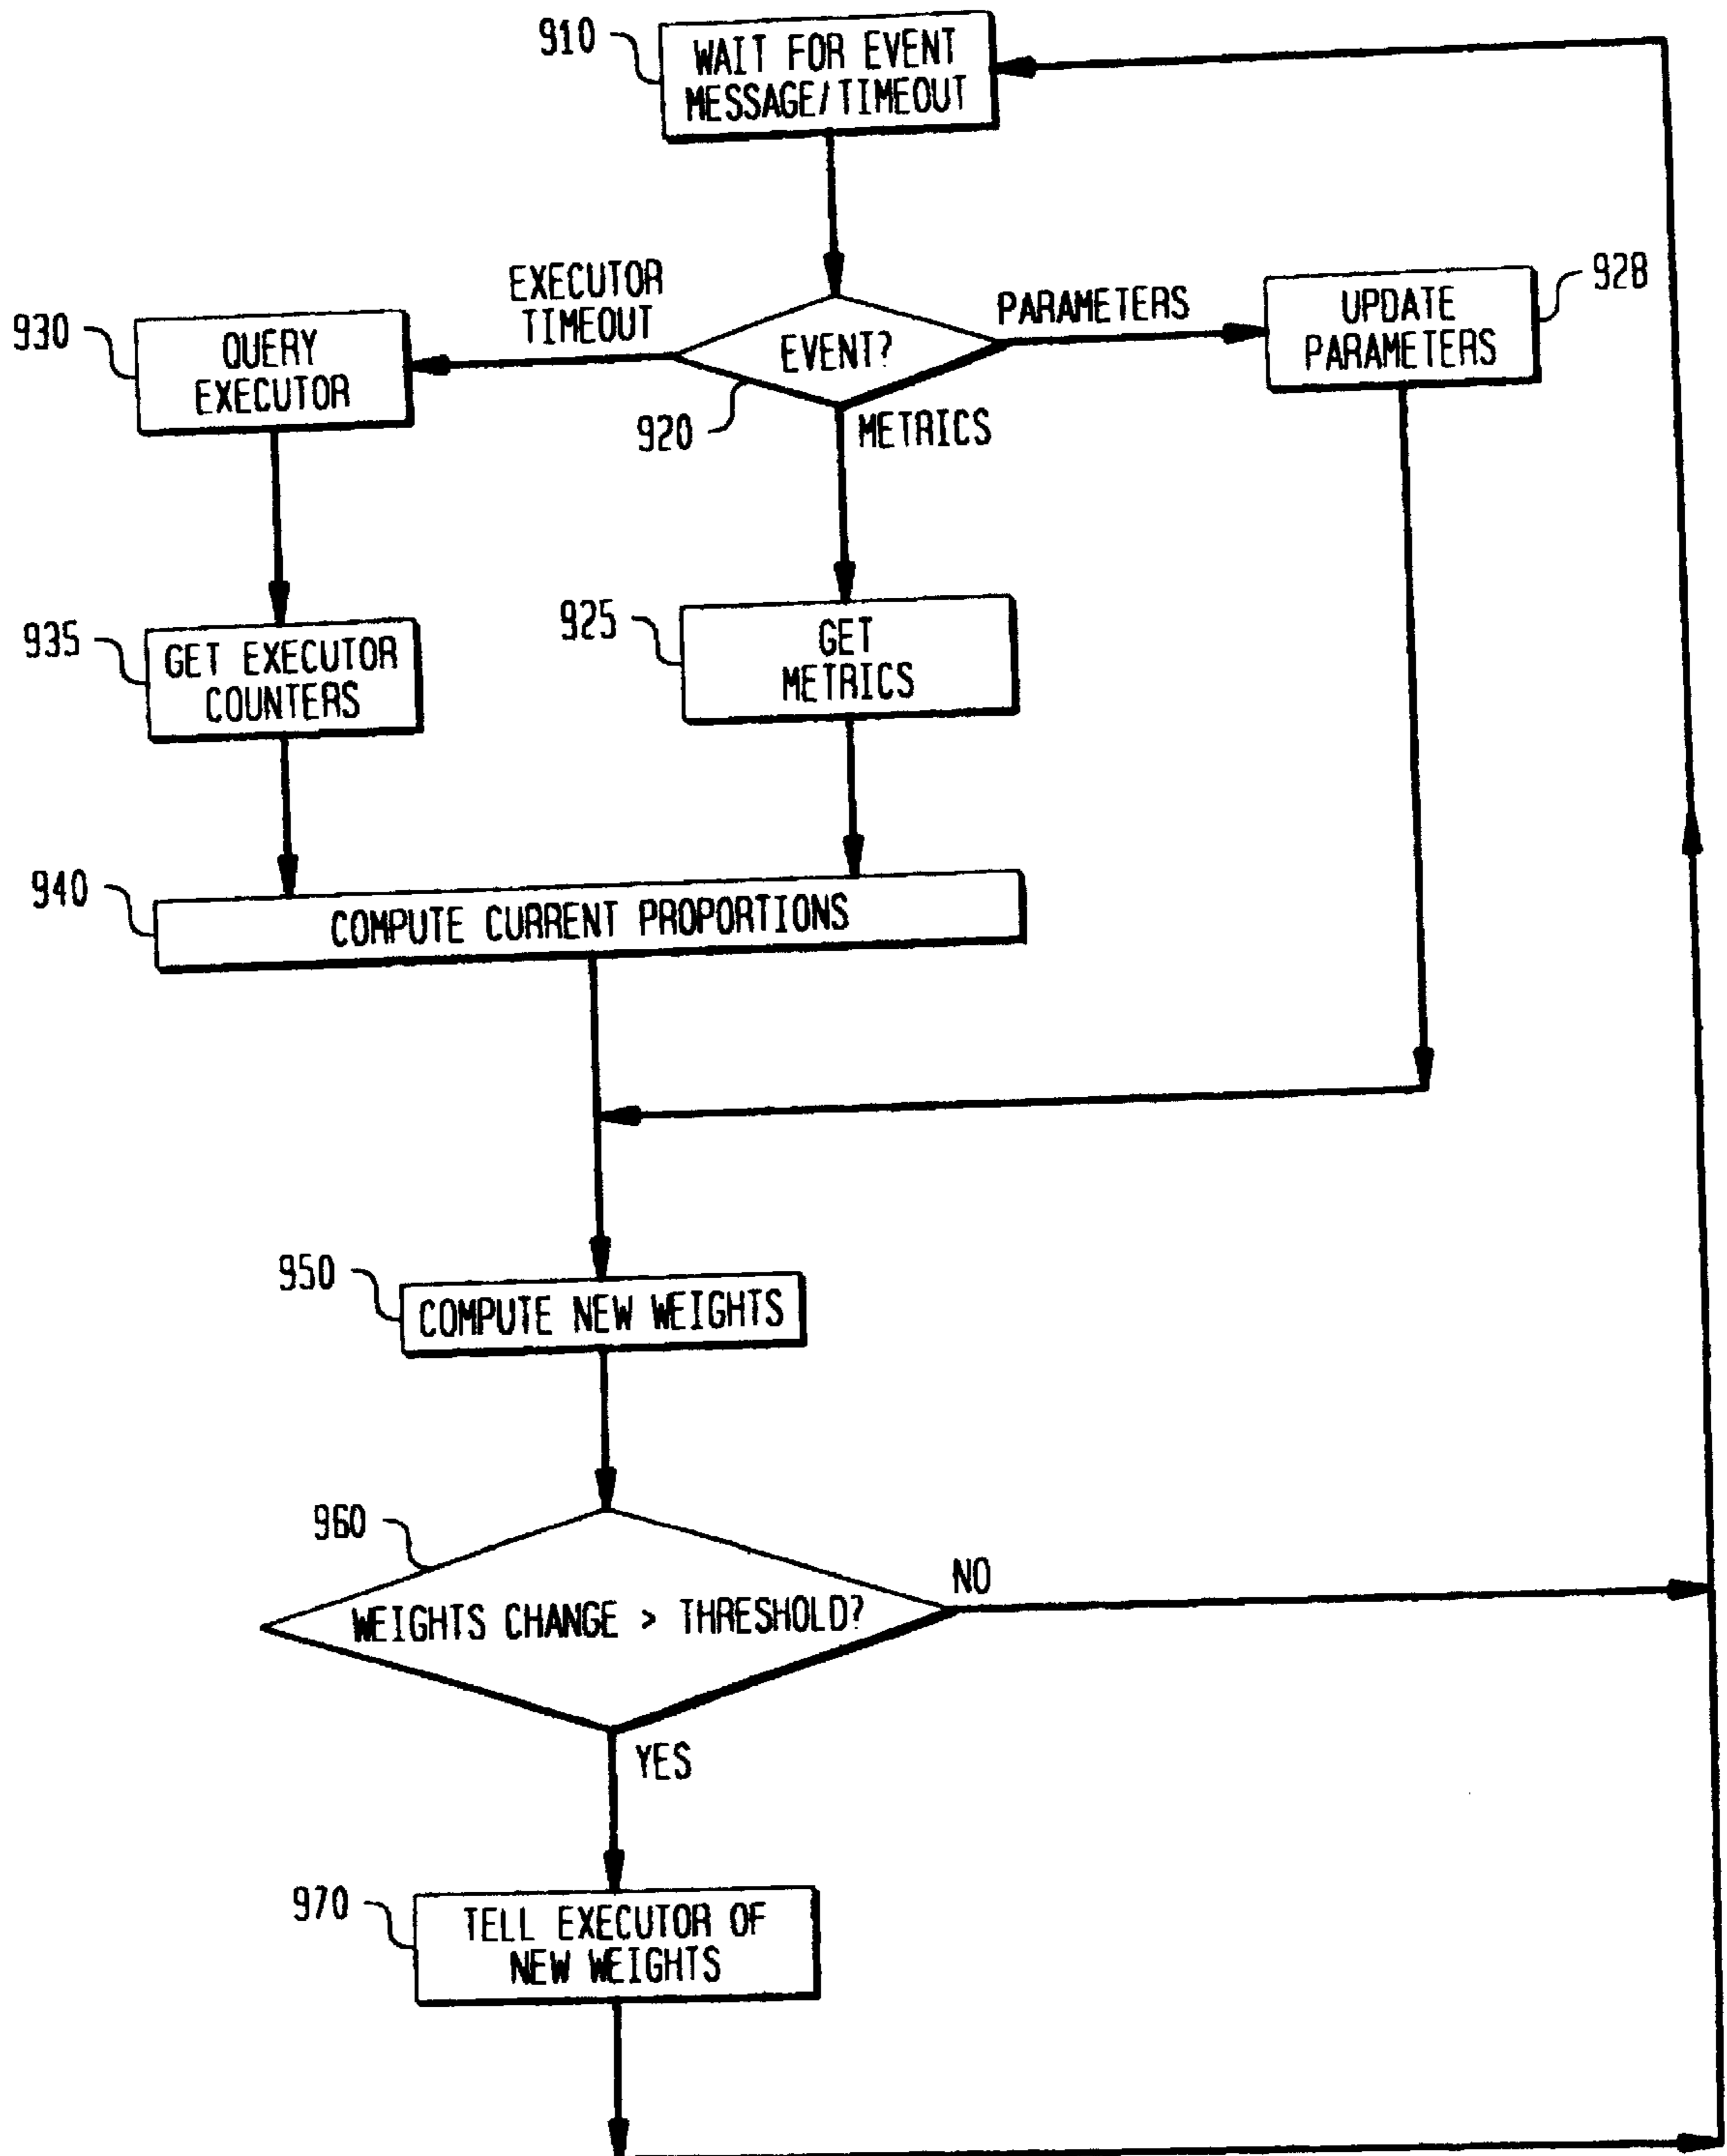 910
WAIT FOR EVENT
MESSAGE/TIMEOUT
EXECUTOR
TIMEOUT
PARAMETERS
928
UPDATE
PARAMETERS
930
QUERY
EXECUTOR
EVENT?
920
METRICS
935
GET EXECUTOR
COUNTERS
925
GET
METRICS
940
COMPUTE CURRENT PROPORTIONS
950
COMPUTE NEW WEIGHTS
960
WEIGHTS CHANGE > THRESHOLD?
NO
YES
970
TELL EXECUTOR OF
NEW WEIGHTS